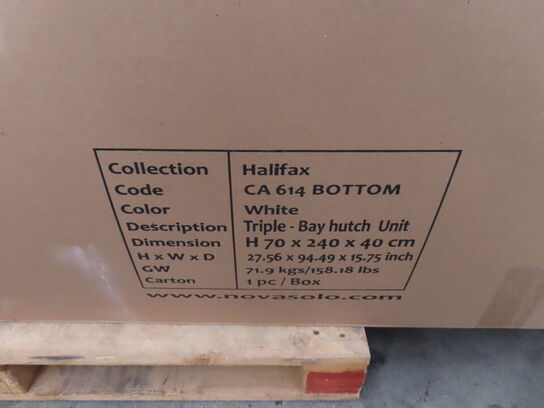 Collection Halifax
Code CA 614 BOTTOM
Color White
Description Triple - Bay hutch Unit
Dimension H 70 x 240 x 40 cm
H x W x D 27.56 x 94.49 x 15.75 inch
GW 71.9 kgs/158.18 lbs
Carton 1 pc / Box
www.novasolo.com